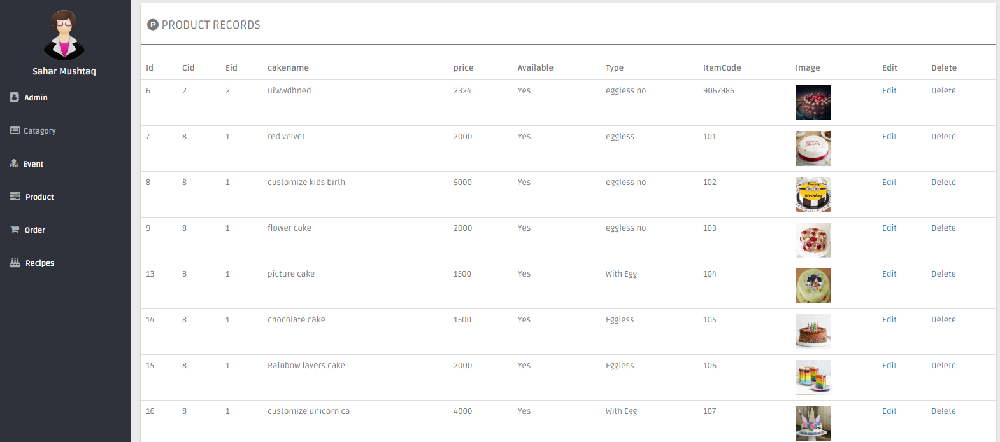 Sahar Mushtaq
Admin
Catagory
Event
Product
Order
Recipes
P PRODUCT RECORDS
Id Cid Eid cakename price Available Type ItemCode Image Edit Delete
6 2 2 uiwwdhned 2324 Yes eggless no 9067986 Edit Delete
7 8 1 red velvet 2000 Yes eggless 101 Edit Delete
8 8 1 customize kids birth 5000 Yes eggless no 102 Edit Delete
Happy
Birthday
9 8 1 flower cake 2000 Yes eggless no 103 Edit Delete
13 8 1 picture cake 1500 Yes With Egg 104 Edit Delete
14 8 1 chocolate cake 1500 Yes Eggless 105 Edit Delete
15 8 1 Rainbow layers cake 2000 Yes Eggless 106 Edit Delete
16 8 1 customize unicorn ca 4000 Yes With Egg 107 Edit Delete